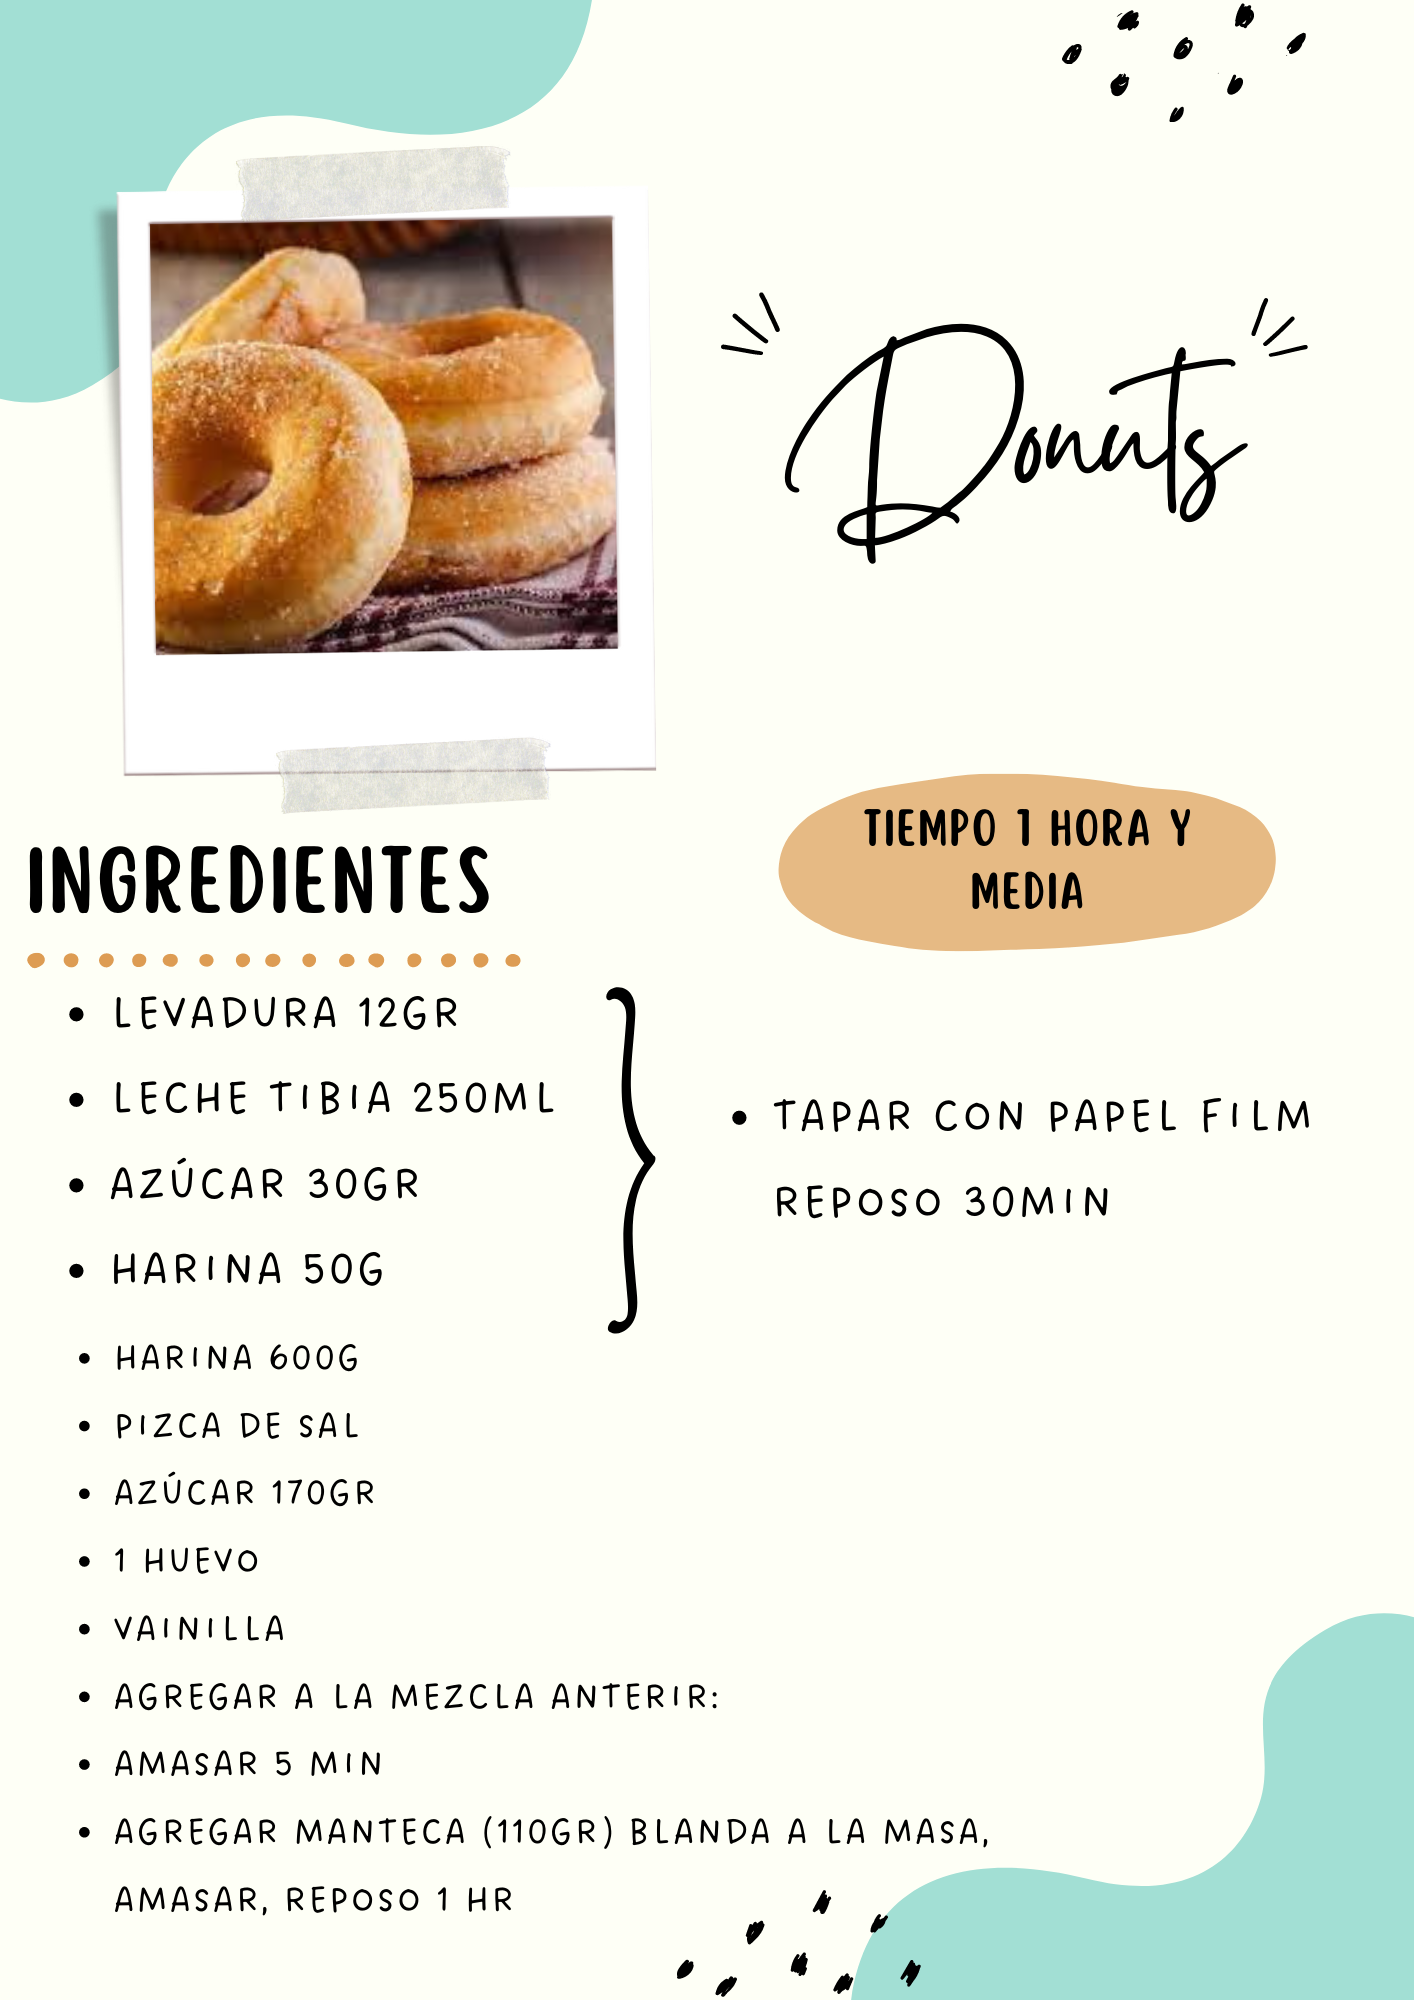 Donuts
TIEMPO 1 HORA Y
MEDIA
INGREDIENTES
• LEVADURA 12GR
• LECHE TIBIA 250ML
• AZÚCAR 30GR
• HARINA 50G
• TAPAR CON PAPEL FILM
REPOSO 30MIN
• HARINA 600G
• PIZCA DE SAL
• AZÚCAR 170GR
• 1 HUEVO
• VAINILLA
• AGREGAR A LA MEZCLA ANTERIR:
• AMASAR 5 MIN
• AGREGAR MANTECA (110GR) BLANDA A LA MASA,
AMASAR, REPOSO 1 HR